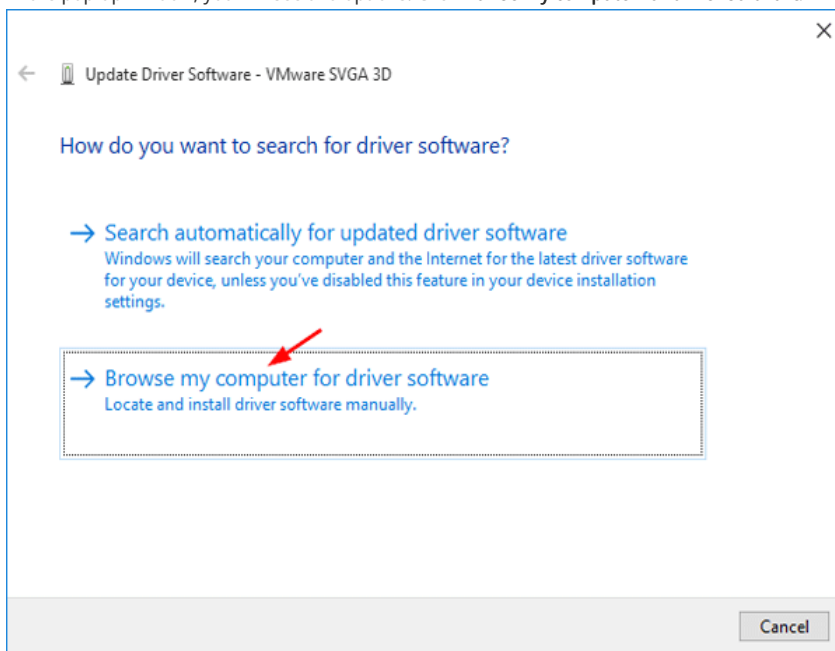 Update Driver Software - VMware SVGA 3D
How do you want to search for driver software?
Search automatically for updated driver software
Windows will search your computer and the Internet for the latest driver software
for your device, unless you've disabled this feature in your device installation
settings.
Browse my computer for driver software
Locate and install driver software manually.
Cancel